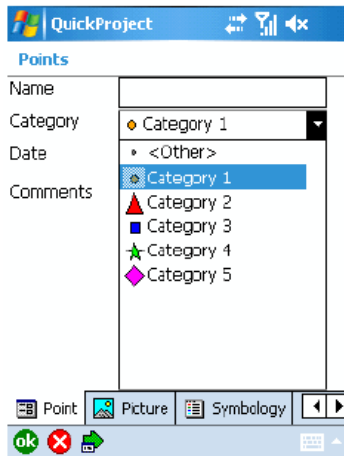 QuickProject
Points
Name
Category
Category 1
Date
<Other>
Category 1
Comments
Category 2
Category 3
Category 4
Category 5
Point
Picture
Symbology
ok